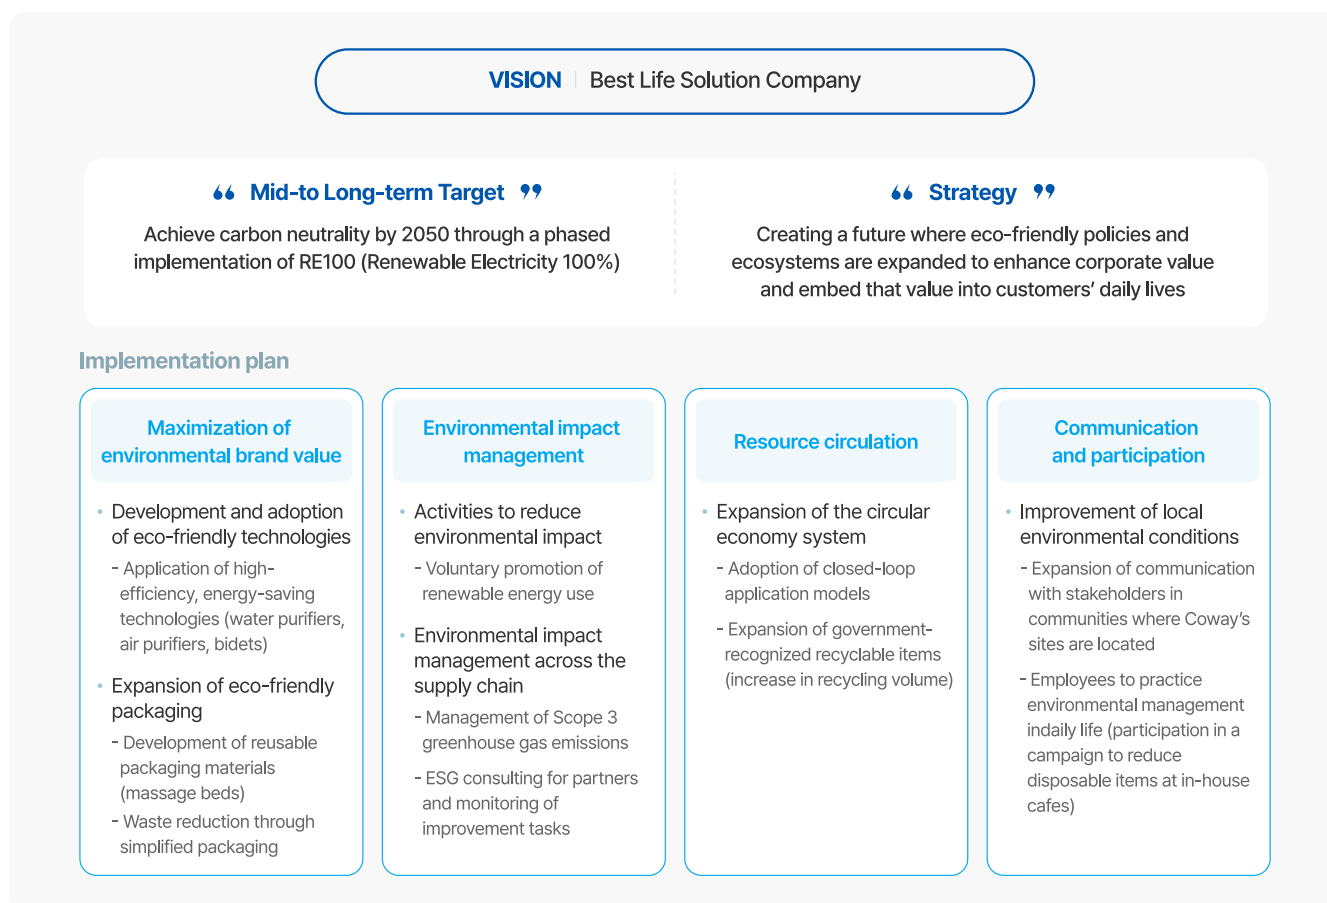 VISION | Best Life Solution Company
“ Mid-to Long-term Target ”
Achieve carbon neutrality by 2050 through a phased
implementation of RE100 (Renewable Electricity 100%)
“ Strategy ”
Creating a future where eco-friendly policies and
ecosystems are expanded to enhance corporate value
and embed that value into customers’ daily lives
Implementation plan
Maximization of
environmental brand value
• Development and adoption
of eco-friendly technologies
- Application of high-
efficiency, energy-saving
technologies (water purifiers,
air purifiers, bidets)
• Expansion of eco-friendly
packaging
- Development of reusable
packaging materials
(massage beds)
- Waste reduction through
simplified packaging
Environmental impact
management
• Activities to reduce
environmental impact
- Voluntary promotion of
renewable energy use
• Environmental impact
management across the
supply chain
- Management of Scope 3
greenhouse gas emissions
- ESG consulting for partners
and monitoring of
improvement tasks
Resource circulation
• Expansion of the circular
economy system
- Adoption of closed-loop
application models
- Expansion of government-
recognized recyclable items
(increase in recycling volume)
Communication
and participation
• Improvement of local
environmental conditions
- Expansion of communication
with stakeholders in
communities where Coway’s
sites are located
- Employees to practice
environmental management
indaily life (participation in a
campaign to reduce
disposable items at in-house
cafes)